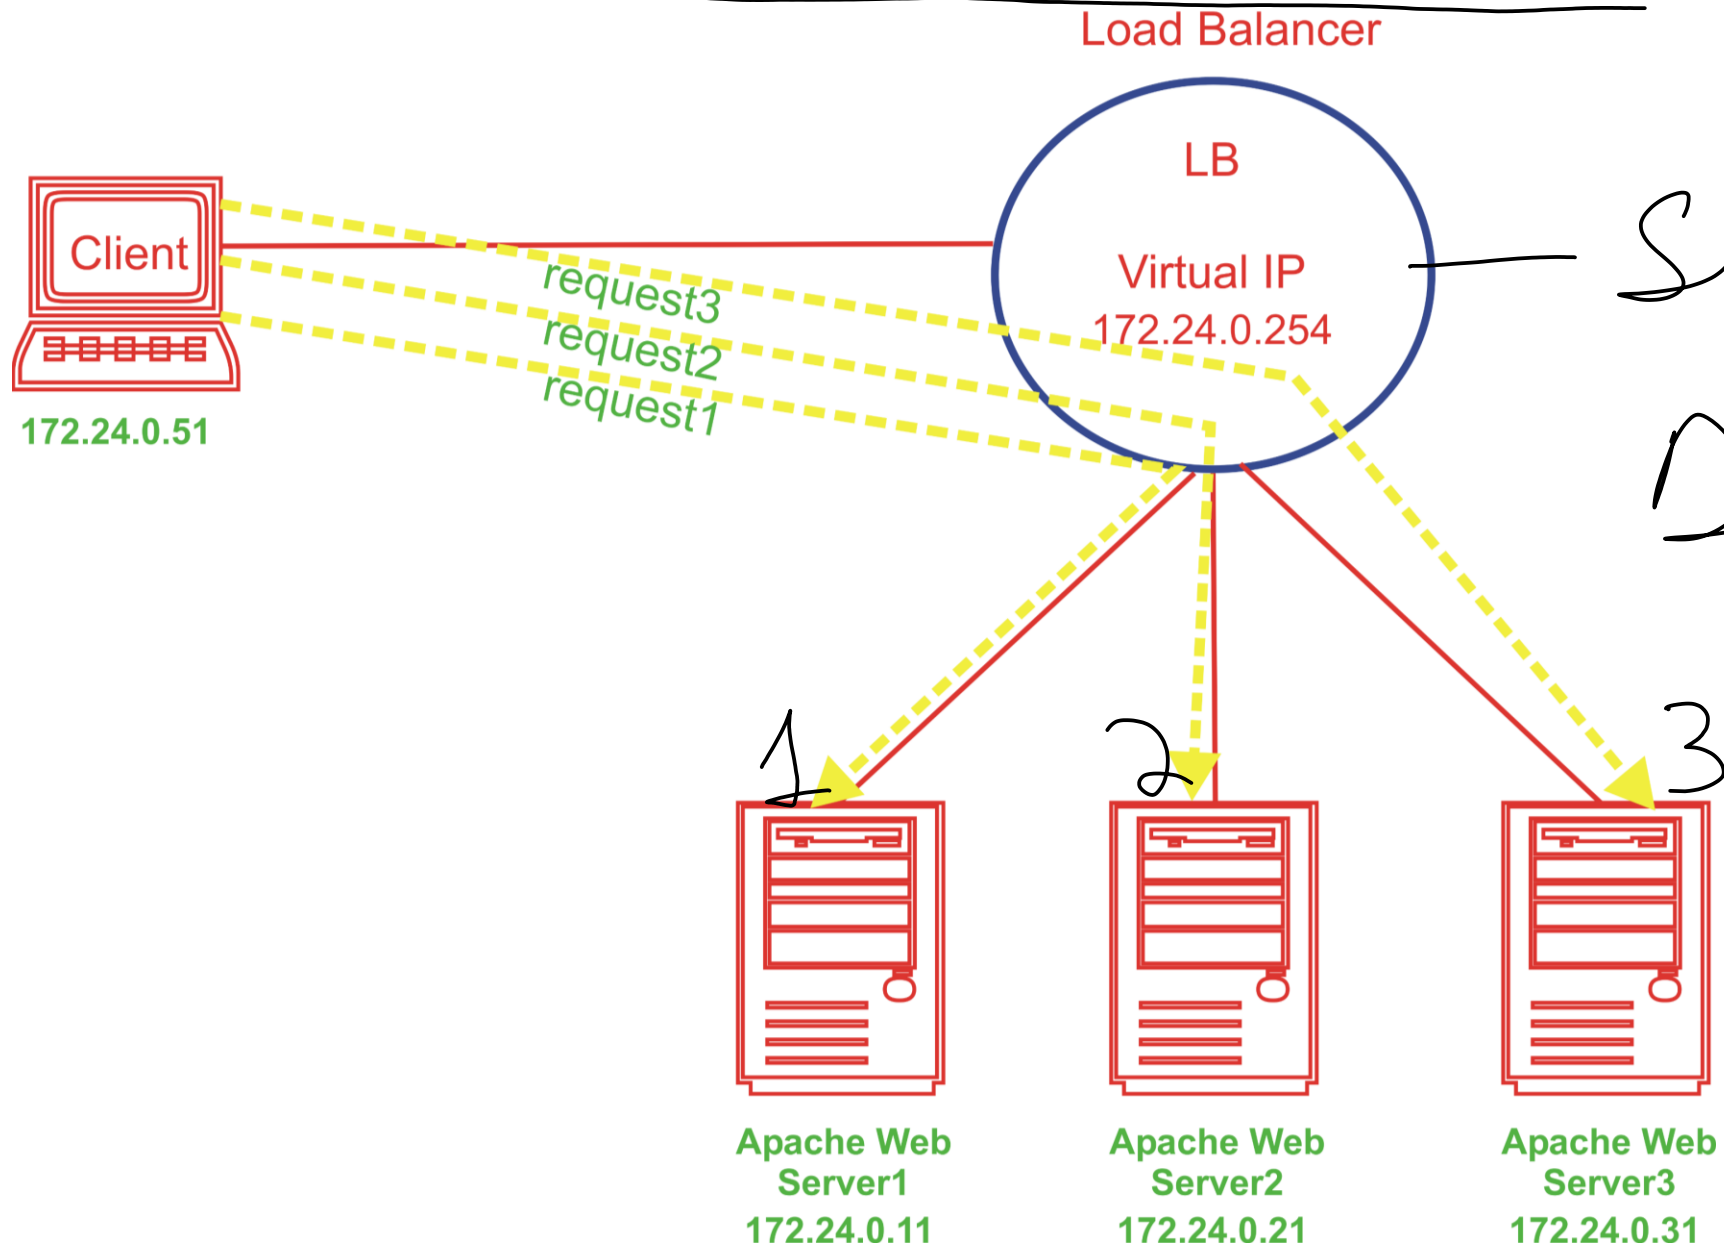 Load Balancer
LB
Virtual IP
172.24.0.254
S
Client
request3
request2
request1
172.24.0.51
1
2
3
Apache Web
Server1
172.24.0.11
Apache Web
Server2
172.24.0.21
Apache Web
Server3
172.24.0.31